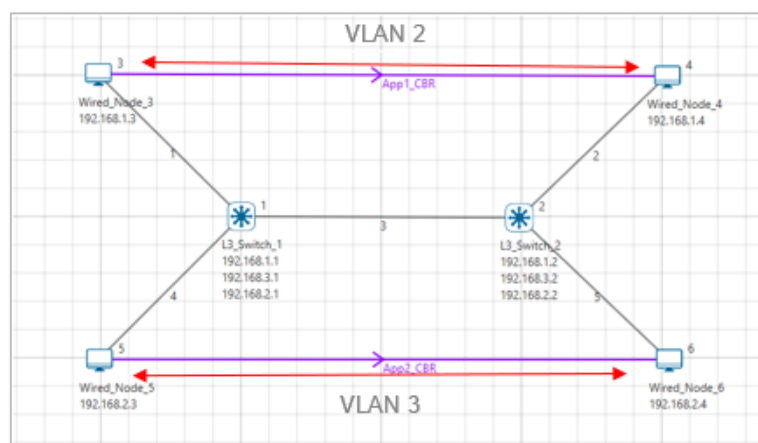 VLAN 2
3
4
App1_CBR
Wired_Node_3
192.168.1.3
Wired_Node_4
192.168.1.4
1
2
1
2
3
L3_Switch_1
192.168.1.1
192.168.3.1
192.168.2.1
L3_Switch_2
192.168.1.2
192.168.3.2
192.168.2.2
4
5
5
6
App2_CBR
Wired_Node_5
192.168.2.3
Wired_Node_6
192.168.2.4
VLAN 3